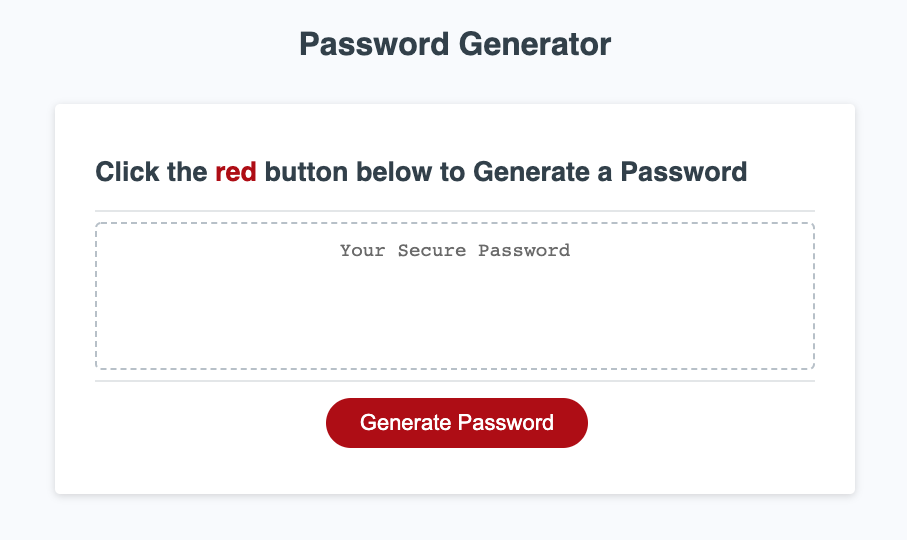 Password Generator
Click the red button below to Generate a Password
Your Secure Password
Generate Password